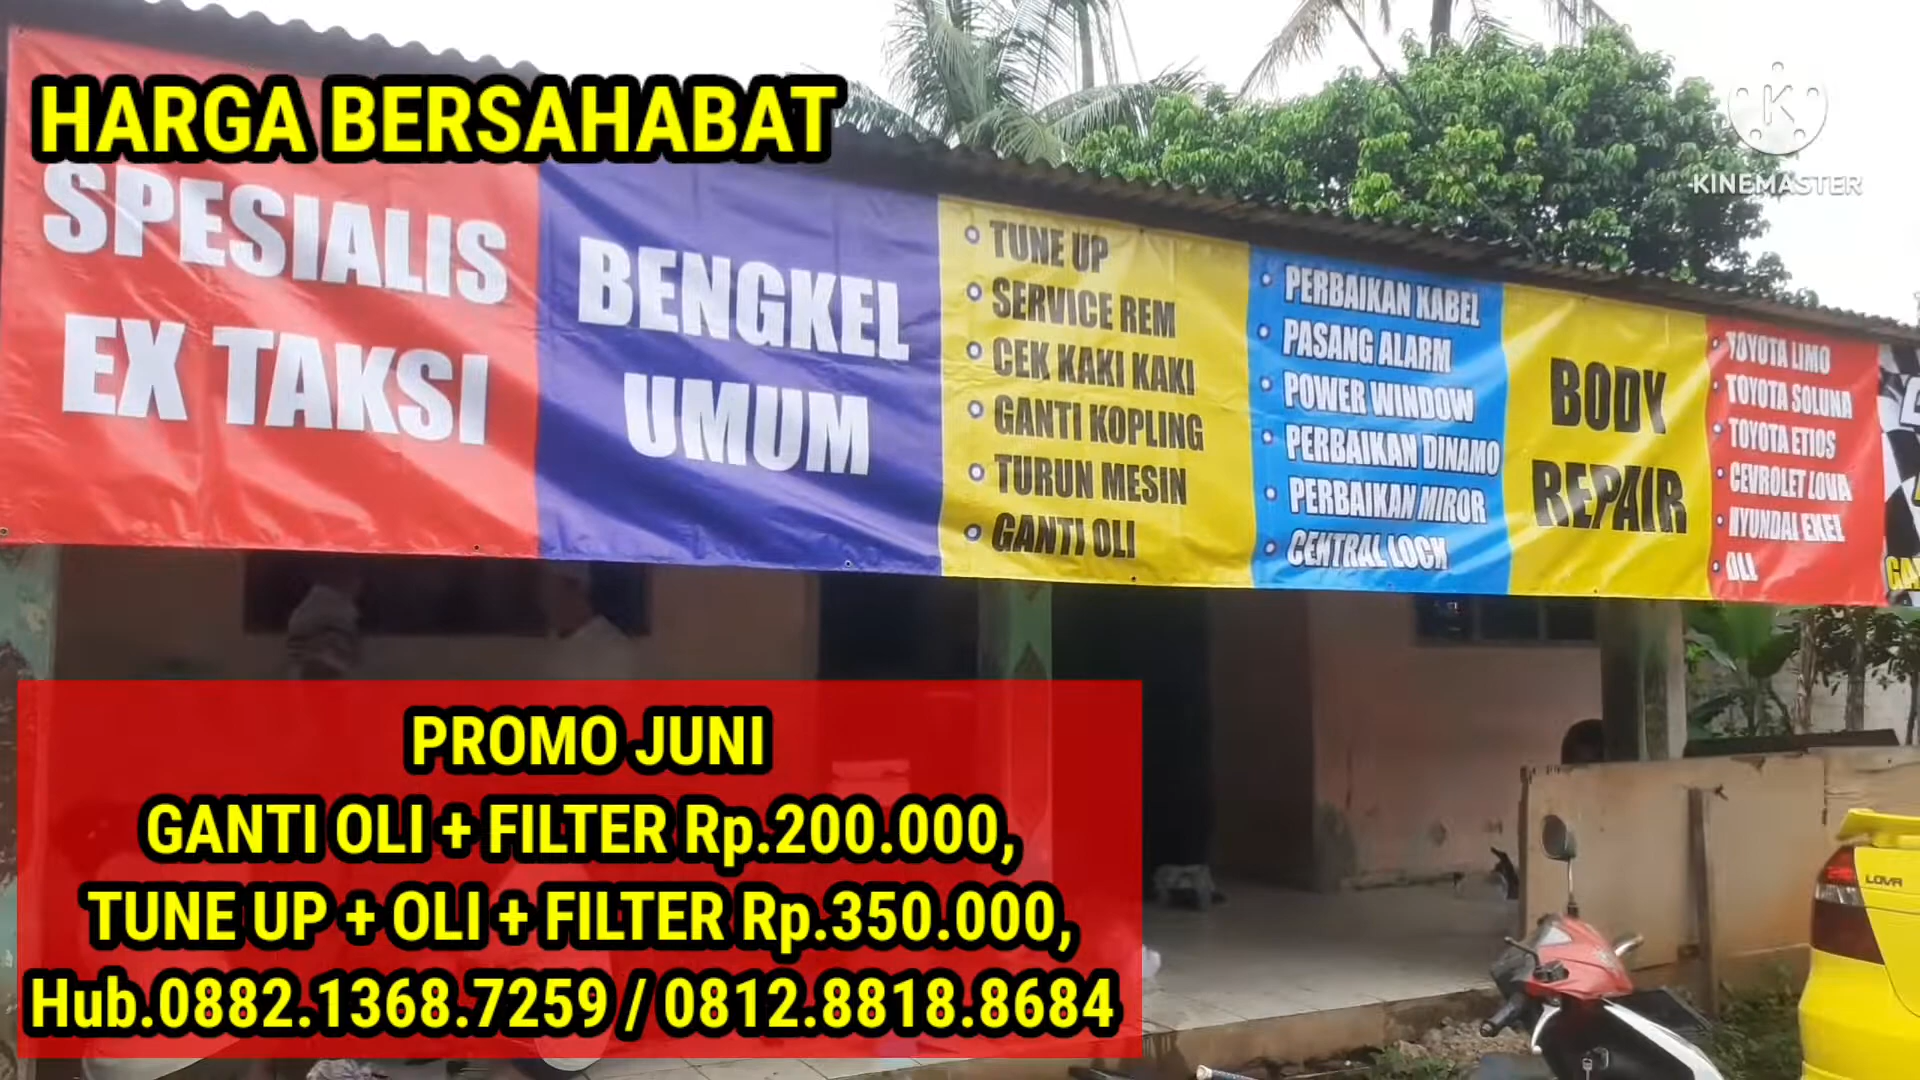 HARGA BERSAHABAT
SPESIALIS
EX TAKSI
BENGKEL
UMUM
TUNE UP
SERVICE REM
CEK KAKI KAKI
GANTI KOPLING
TURUN MESIN
GANTI OLI
PERBAIKAN KABEL
PASANG ALARM
POWER WINDOW
PERBAIKAN DINAMO
PERBAIKAN MIROR
CENTRAL LOCK
BODY
REPAIR
TOYOTA LIMO
TOYOTA SOLUNA
TOYOTA ETIOS
CEVROLET LOVA
HYUNDAI EXEL
OLI
KINEMASTER
LOVA
PROMO JUNI
GANTI OLI + FILTER Rp.200.000,
TUNE UP + OLI + FILTER Rp.350.000,
Hub.0882.1368.7259 / 0812.8818.8684